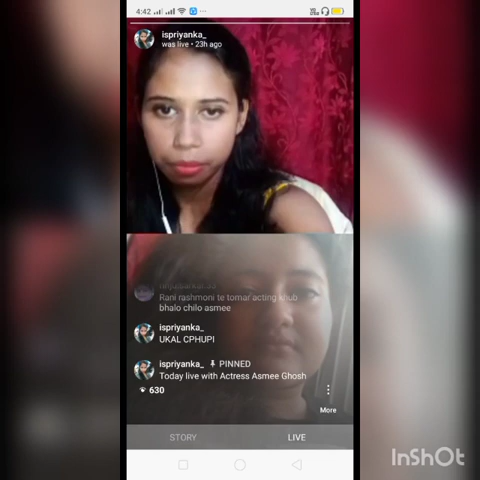 4:42
ispriyanka_
was live • 23h ago
Rani rashmoni te tomar acting khub
bhalo chilo asmee
ispriyanka_
UKAL CPHUPI
ispriyanka_ PINNED
Today live with Actress Asmee Ghosh
630
More
STORY LIVE
InShOt